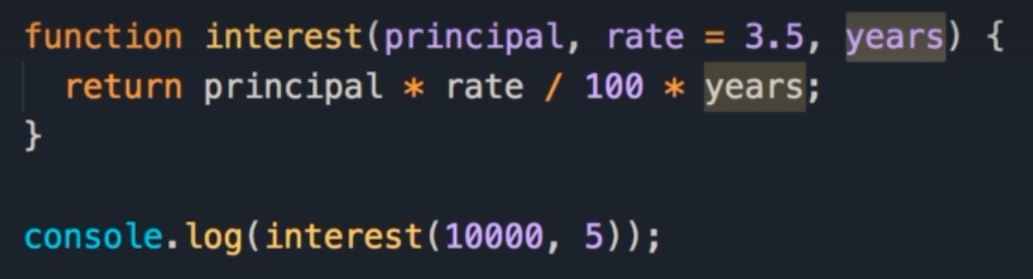 function interest(principal, rate = 3.5, years) {
  return principal * rate / 100 * years;
}
console.log(interest(10000, 5));